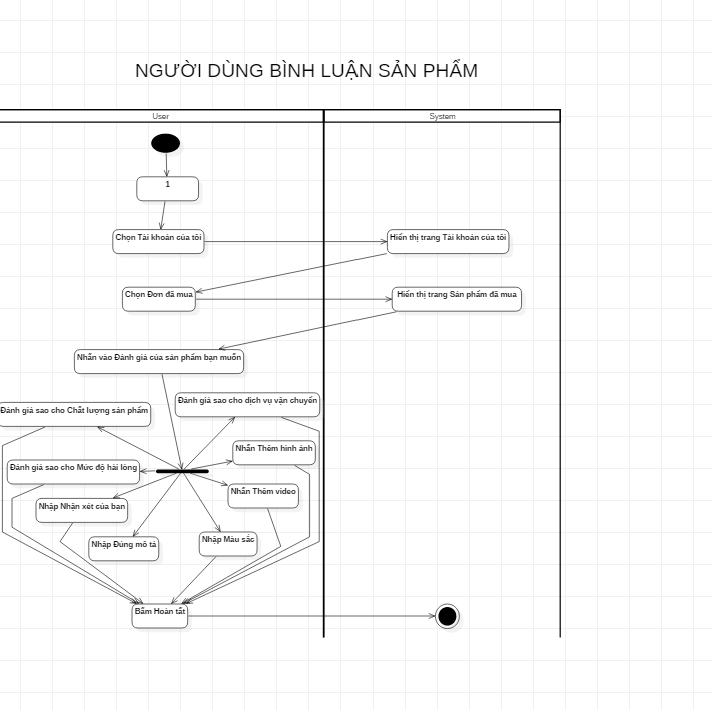 NGƯỜI DÙNG BÌNH LUẬN SẢN PHẨM
User
System
1
Chọn Tài khoản của tôi
Hiển thị trang Tài khoản của tôi
Chọn Đơn đã mua
Hiển thị trang Sản phẩm đã mua
Nhấn vào Đánh giá của sản phẩm bạn muốn
Đánh giá sao cho dịch vụ vận chuyển
Đánh giá sao cho Chất lượng sản phẩm
Nhấn Thêm hình ảnh
Đánh giá sao cho Mức độ hài lòng
Nhấn Thêm video
Nhập Nhận xét của bạn
Nhập Màu sắc
Nhập Đúng mô tả
Bấm Hoàn tất